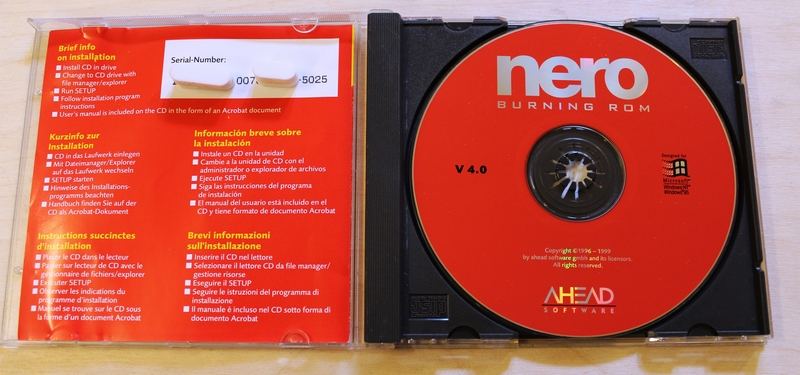 Brief info
on installation
■ Install CD in drive
■ Change to CD drive with
file manager/explorer
■ Run SETUP
■ Follow installation program
instructions
■ User's manual is included on the CD in the form of an Acrobat document
Serial-Number:
007
-5025
Kurzinfo zur
Installation
■ CD in das Laufwerk einlegen
■ Mit Dateimanager/Explorer
auf das Laufwerk wechseln
■ SETUP starten
■ Hinweise des Installations-
programms beachten
■ Handbuch finden Sie auf der
CD als Acrobat-Dokument
Información breve sobre
la instalación
■ Instale un CD en la unidad
■ Cambie a la unidad de CD con el
administrador o explorador de archivos
■ Ejecute SETUP
■ Siga las instrucciones del programa
de instalación
■ El manual del usuario está incluido en el
CD y tiene formato de documento Acrobat
Instructions succinctes
d'installation
■ Placer le CD dans le lecteur
■ Passer sur lecteur de CD avec le
gestionnaire de fichiers/explorer
■ Exécuter SETUP
■ Observer les indications du
programme d'installation
■ Manuel se trouve sur le CD sous
la forme d'un document Acrobat
Brevi informazioni
sull'installazione
■ Inserire il CD nel lettore
■ Selezionare il lettore CD da file manager/
gestione risorse
■ Eseguire il SETUP
■ Seguire le istruzioni del programma di
installazione
■ Il manuale é incluso nel CD sotto forma di
documento Acrobat
nero
BURNING ROM
V 4.0
Designed for
Microsoft®
Windows NT®
Windows®95
Copyright ©1996 – 1999
by ahead software gmbh and its licensors.
All rights reserved.
AHEAD
SOFTWARE